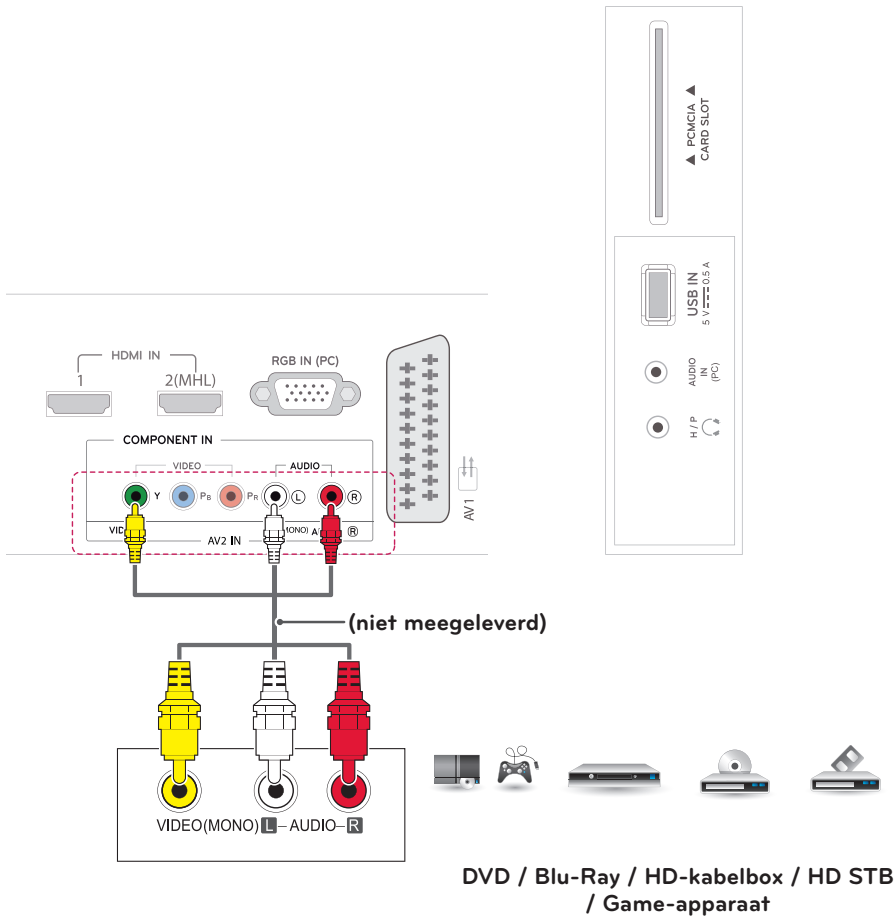 ▲ PCMCIA ▲
CARD SLOT
USB IN
5 V 0.5 A
AUDIO
IN
(PC)
H / P
HDMI IN
1
2(MHL)
RGB IN (PC)
AV1
COMPONENT IN
VIDEO
AUDIO
Y
PB
PR
L
R
AV2 IN
R
(niet meegeleverd)
VIDEO(MONO) L-AUDIO-R
DVD / Blu-Ray / HD-kabelbox / HD STB
/ Game-apparaat